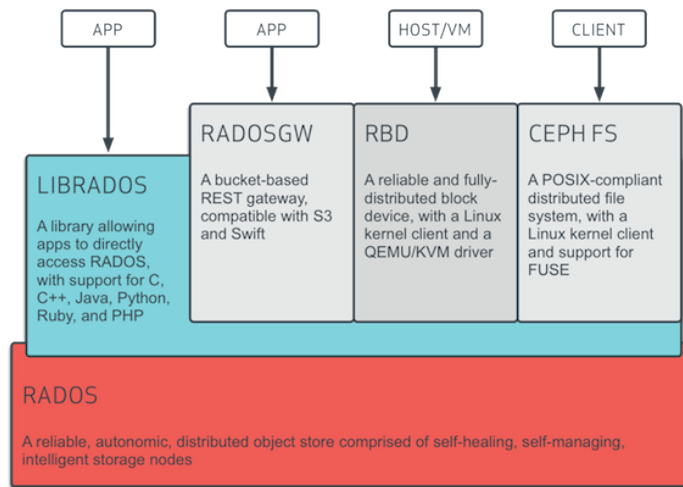 APP
APP
HOST/VM
CLIENT
LIBRADOS
A library allowing
apps to directly
access RADOS,
with support for C,
C++, Java, Python,
Ruby, and PHP
RADOSGW
A bucket-based
REST gateway,
compatible with S3
and Swift
RBD
A reliable and fully-
distributed block
device, with a Linux
kernel client and a
QEMU/KVM driver
CEPH FS
A POSIX-compliant
distributed file
system, with a
Linux kernel client
and support for
FUSE
RADOS
A reliable, autonomic, distributed object store comprised of self-healing, self-managing,
intelligent storage nodes